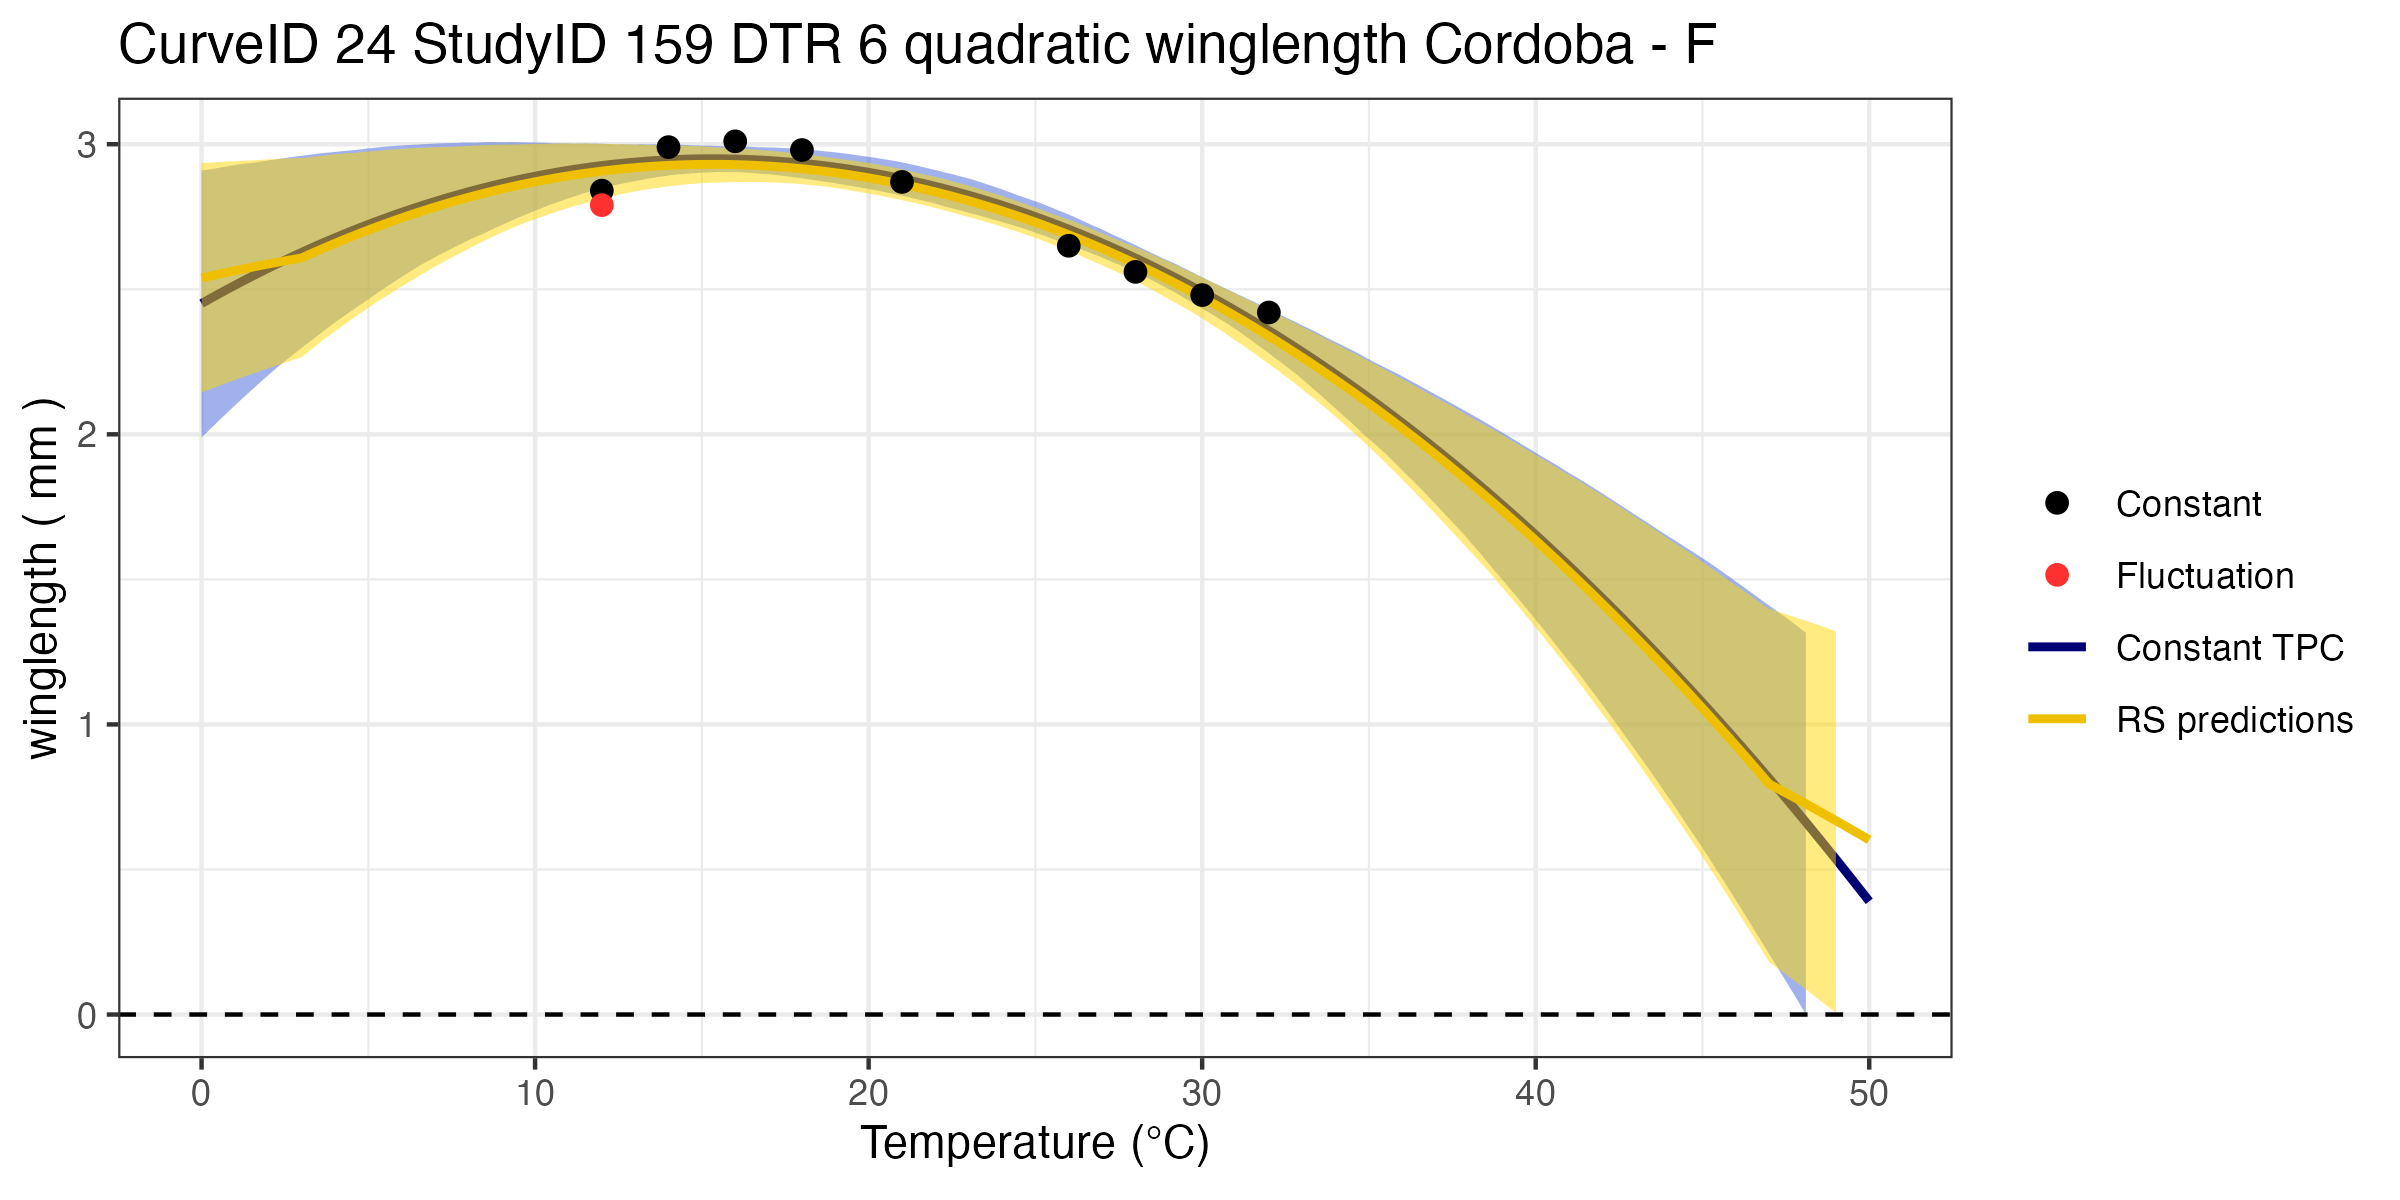 CurveID 24 StudyID 159 DTR 6 quadratic winglength Cordoba - F
winglength ( mm )
3
2
1
0
0 10 20 30 40 50
Temperature (°C)
Constant
Fluctuation
Constant TPC
RS predictions